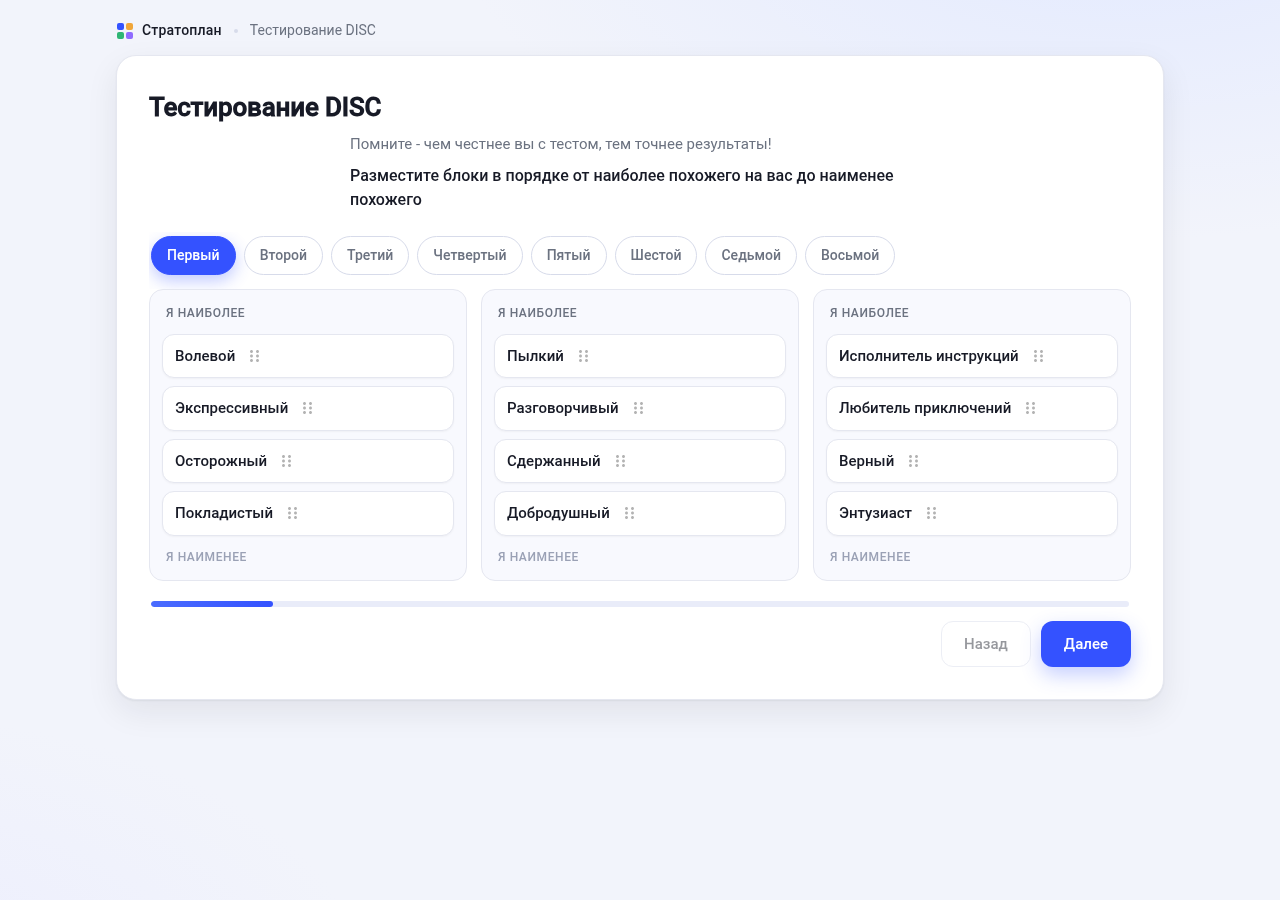 Стратоплан
Тестирование DISC
Тестирование DISC
Помните - чем честнее вы с тестом, тем точнее результаты!
Разместите блоки в порядке от наиболее похожего на вас до наименее
похожего
Первый
Второй
Третий
Четвертый
Пятый
Шестой
Седьмой
Восьмой
Я НАИБОЛЕЕ
Волевой
Экспрессивный
Осторожный
Покладистый
Я НАИМЕНЕЕ
Я НАИБОЛЕЕ
Пылкий
Разговорчивый
Сдержанный
Добродушный
Я НАИМЕНЕЕ
Я НАИБОЛЕЕ
Исполнитель инструкций
Любитель приключений
Верный
Энтузиаст
Я НАИМЕНЕЕ
Назад
Далее